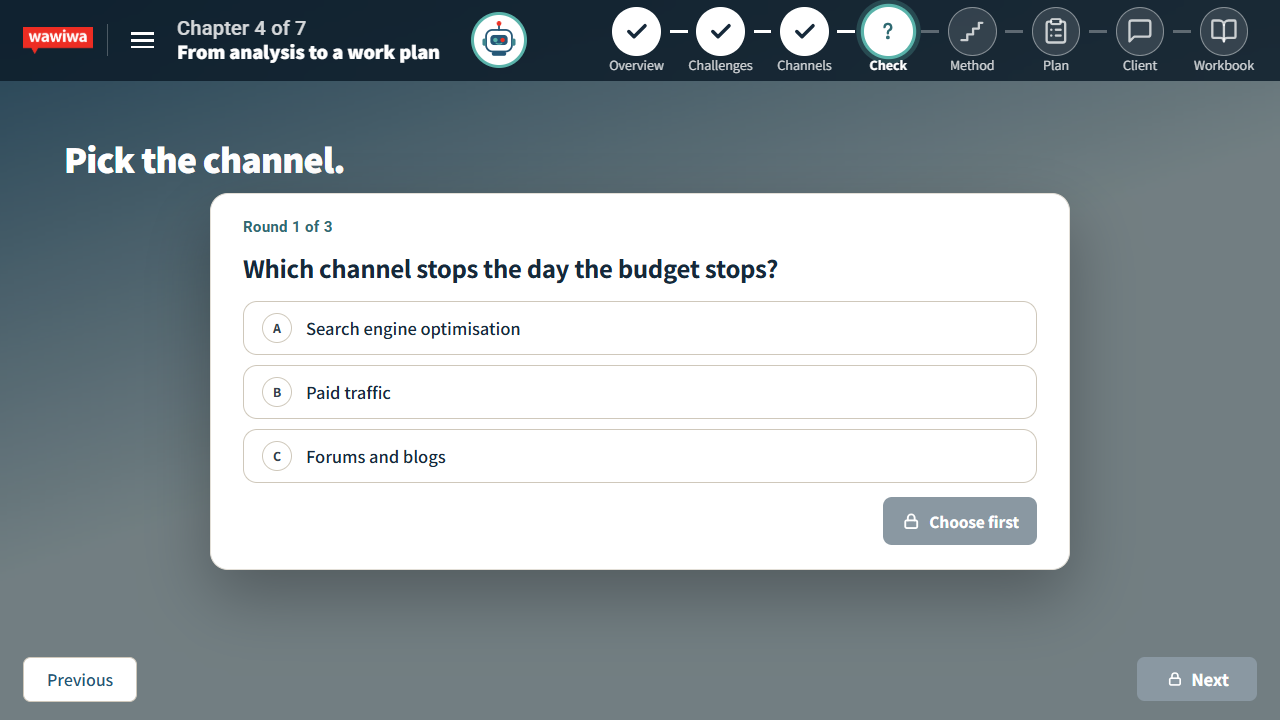 wawiwa
Chapter 4 of 7
From analysis to a work plan
Overview
Challenges
Channels
?
Check
Method
Plan
Client
Workbook
Pick the channel.
Round 1 of 3
Which channel stops the day the budget stops?
A Search engine optimisation
B Paid traffic
C Forums and blogs
Choose first
Previous
Next